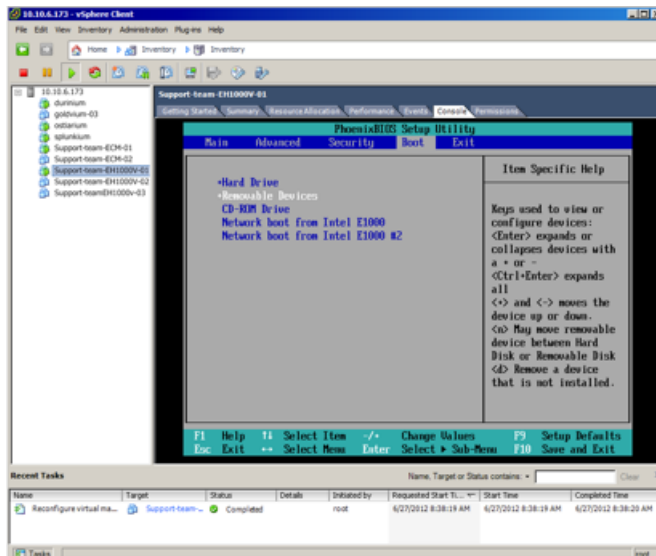 10.10.6.173 - vSphere Client
File Edit View Inventory Administration Plug-ins Help
Home Inventory Inventory
10.10.6.173
durinium
goldvium-03
ostiarium
splunkium
Support-team-ECM-01
Support-team-ECM-02
Support-team-EH1000V-01
Support-team-EH1000V-02
Support-teamEH1000v-03
Support-team-EH1000V-01
Getting Started Summary Resource Allocation Performance Events Console Permissions
PhoenixBIOS Setup Utility
Main Advanced Security Boot Exit
+Hard Drive
+Removable Devices
CD-ROM Drive
Network boot from Intel E1000
Network boot from Intel E1000 #2
Item Specific Help
Keys used to view or
configure devices:
<Enter> expands or
collapses devices with
a + or -
<Ctrl+Enter> expands
all
<+> and <-> moves the
device up or down.
<n> May move removable
device between Hard
Disk or Removable Disk
<d> Remove a device
that is not installed.
F1 Help ↑↓ Select Item -/+ Change Values F9 Setup Defaults
Esc Exit ↔ Select Menu Enter Select ▶ Sub-Menu F10 Save and Exit
Recent Tasks
Name, Target or Status contains: Clear
Name Target Status Details Initiated by Requested Start Ti... Start Time Completed Time
Reconfigure virtual ma... Support-team-... Completed root 6/27/2012 8:38:19 AM 6/27/2012 8:38:19 AM 6/27/2012 8:38:20 AM
Tasks root